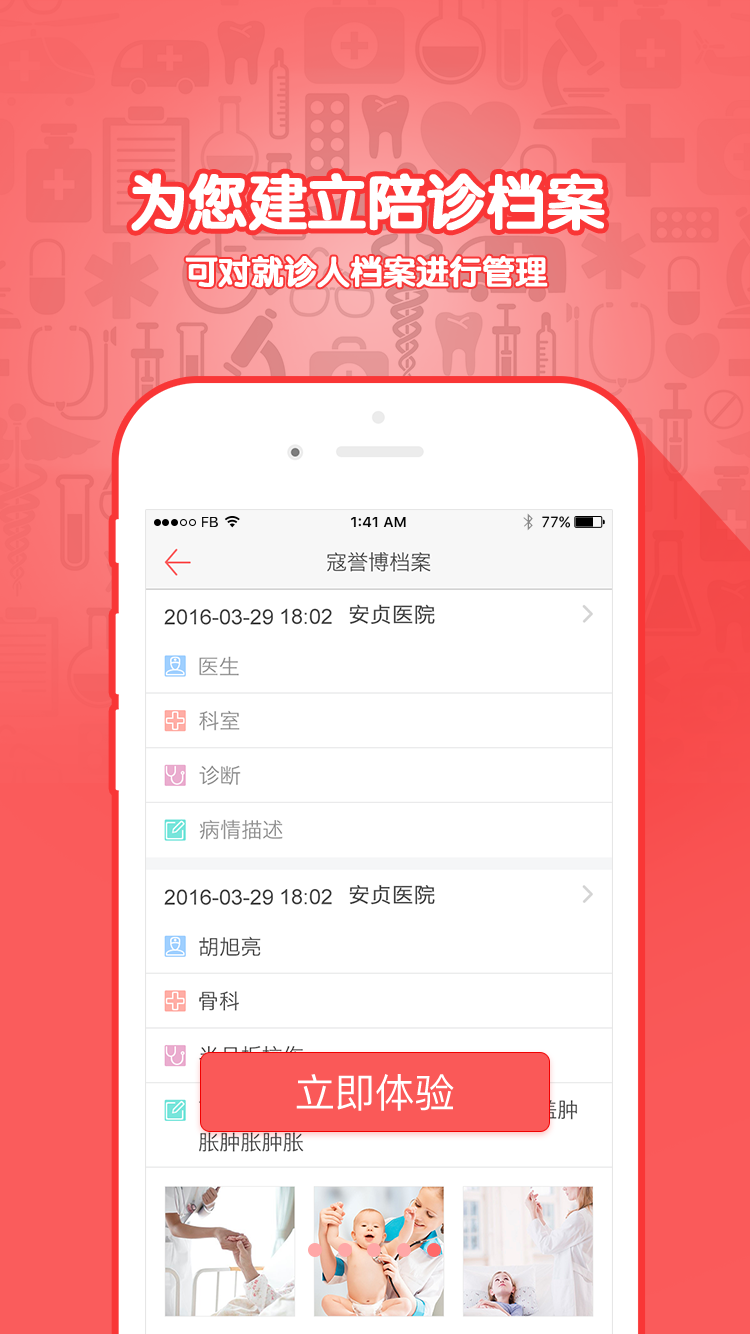 为您建立陪诊档案
可对就诊人档案进行管理
FB 1:41 AM 77%
寇誉博档案
2016-03-29 18:02 安贞医院
医生
科室
诊断
病情描述
2016-03-29 18:02 安贞医院
胡旭亮
骨科
立即体验
肿
胀肿胀肿胀